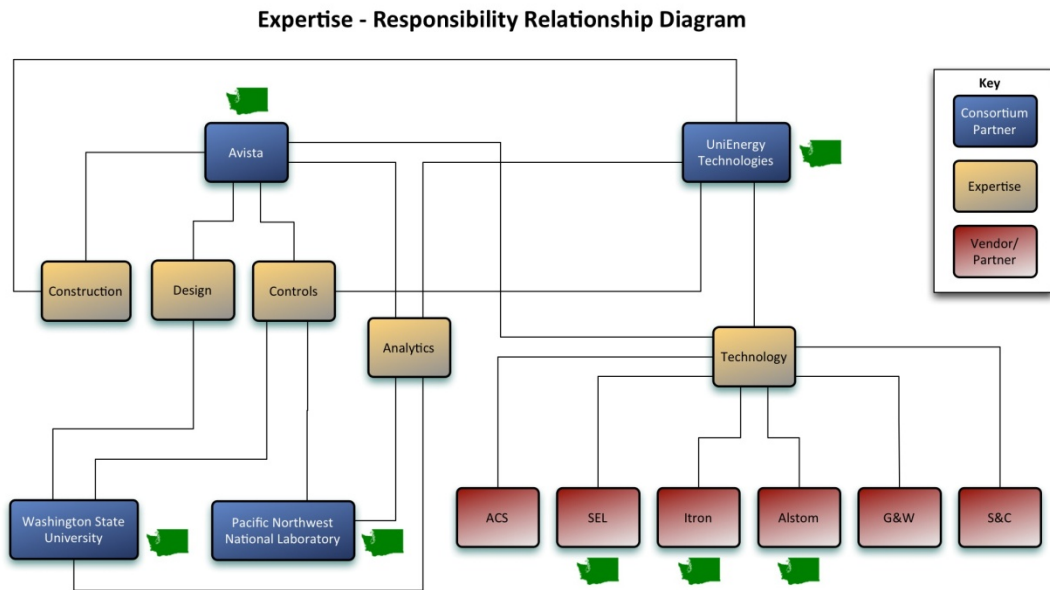 Expertise - Responsibility Relationship Diagram
Key
Consortium
Partner
Expertise
Vendor/
Partner
Avista
UniEnergy
Technologies
Construction
Design
Controls
Analytics
Technology
Washington State
University
Pacific Northwest
National Laboratory
ACS
SEL
Itron
Alstom
G&W
S&C